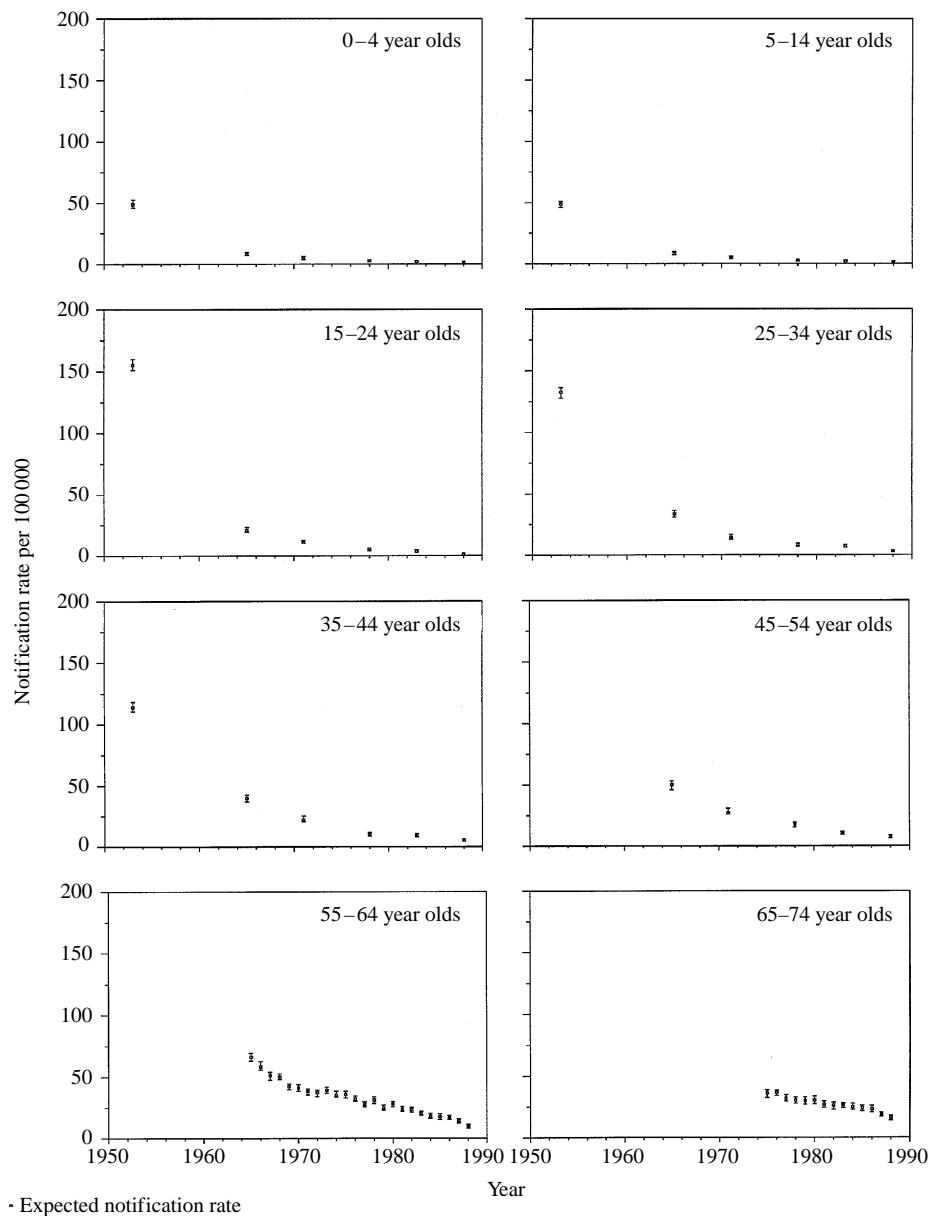 200
150
100
50
0
0–4 year olds
5–14 year olds
200
150
100
50
0
15–24 year olds
25–34 year olds
200
150
100
50
0
35–44 year olds
45–54 year olds
200
150
100
50
0
55–64 year olds
65–74 year olds
1950 1960 1970 1980 1990 1950 1960 1970 1980 1990
Notification rate per 100 000
Year
Expected notification rate